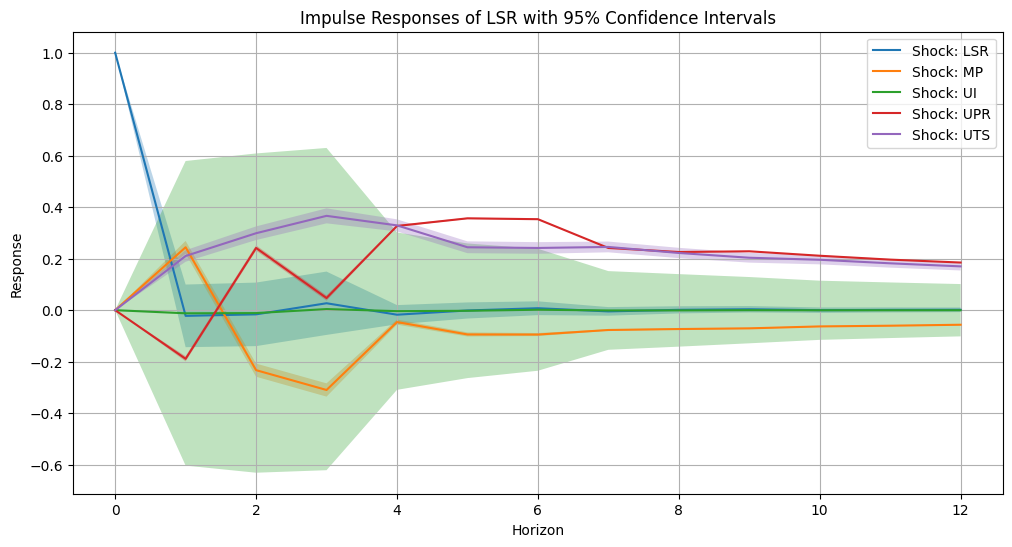 Impulse Responses of LSR with 95% Confidence Intervals
Shock: LSR
Shock: MP
Shock: UI
Shock: UPR
Shock: UTS
Response
1.0
0.8
0.6
0.4
0.2
0.0
−0.2
−0.4
−0.6
0 2 4 6 8 10 12
Horizon